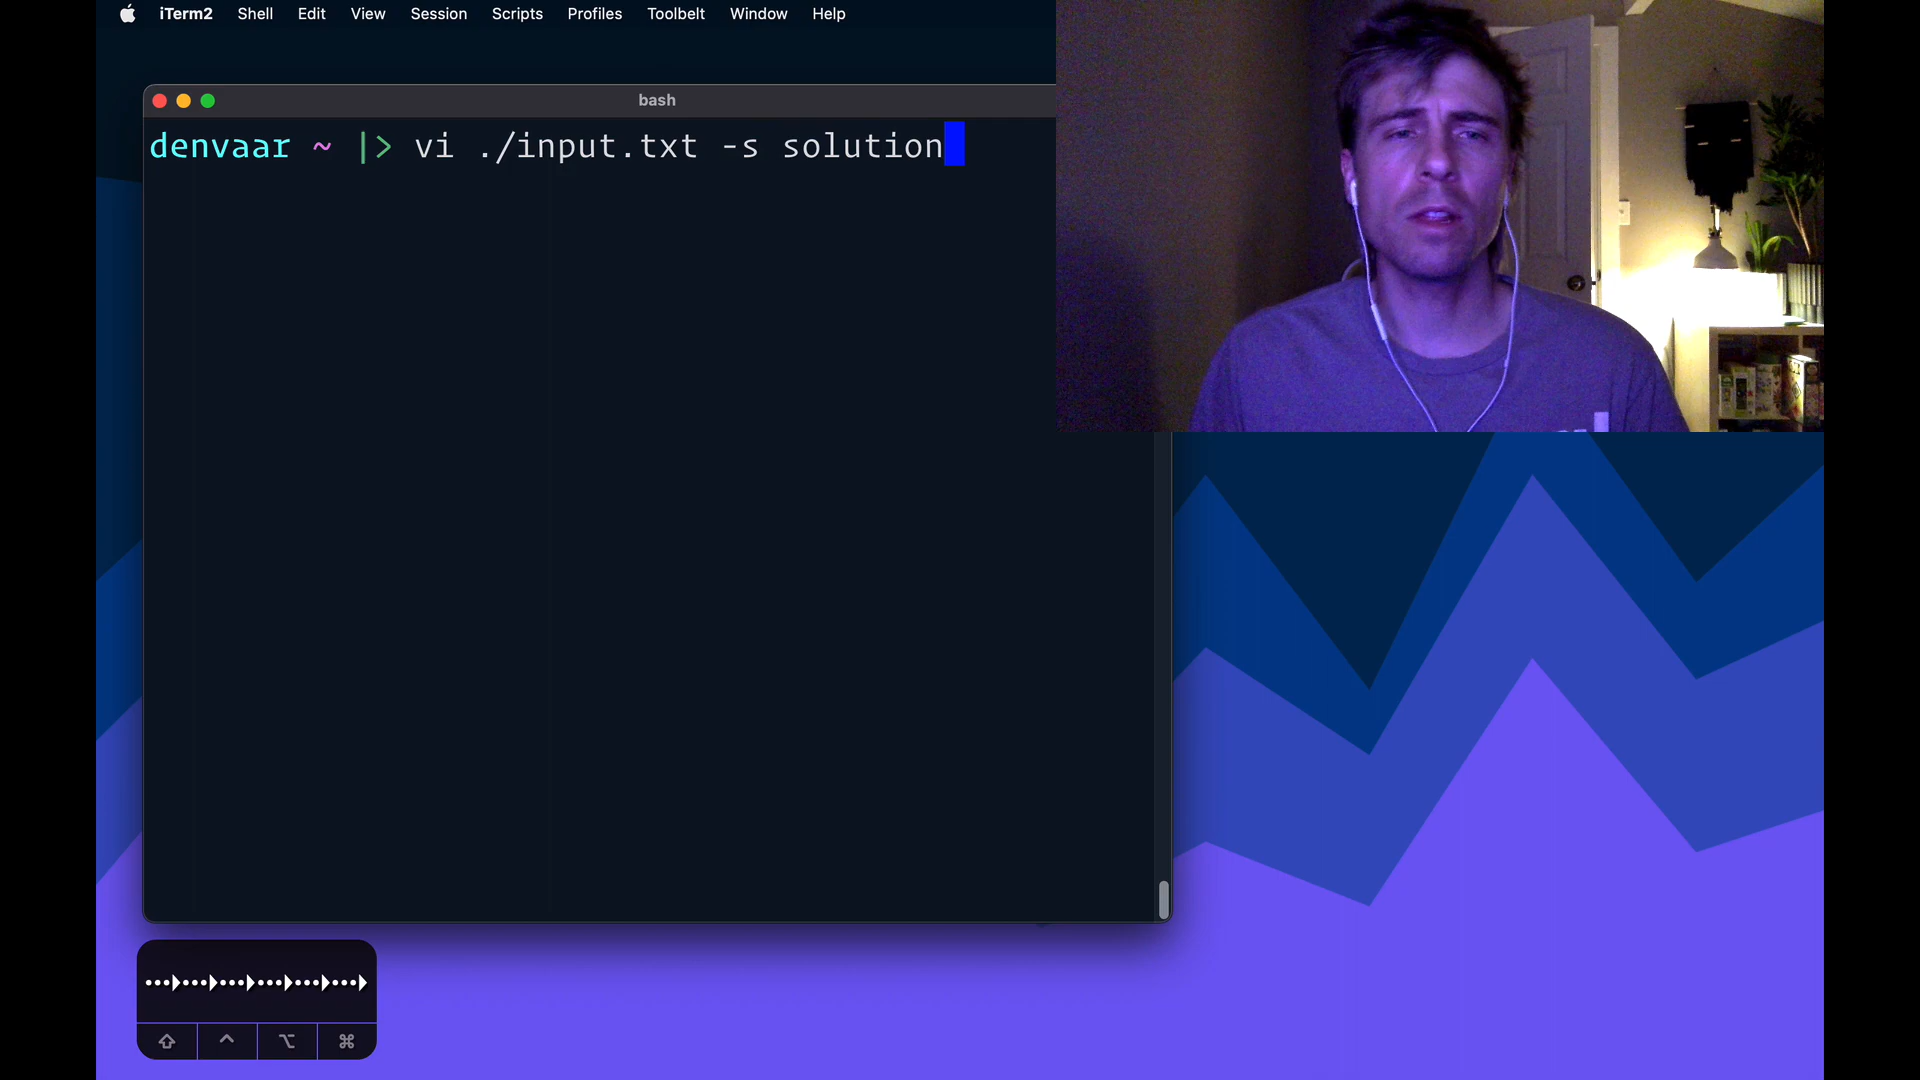 iTerm2 Shell Edit View Session Scripts Profiles Toolbelt Window Help
bash
denvaar ~ |> vi ./input.txt -s solution